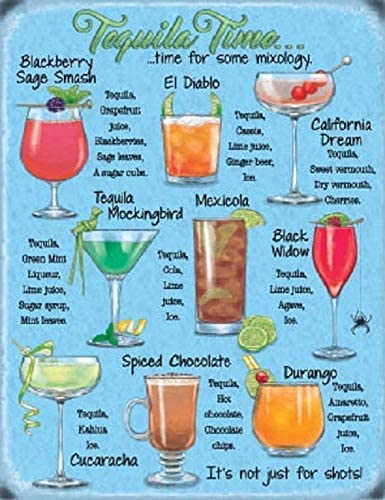 Tequila Time...
...time for some mixology.
Blackberry
Sage Smash
Tequila,
Grapefruit
juice,
Blackberries,
Sage leaves,
A sugar cube.
El Diablo
Tequila,
Cassis,
Lime juice,
Ginger beer,
Ice.
California
Dream
Tequila,
Sweet vermouth,
Dry vermouth,
Cherries.
Tequila
Mockingbird
Tequila,
Green Mint
Liqueur,
Lime juice,
Sugar syrup,
Mint leaves.
Mexicola
Tequila,
Cola,
Lime
juice,
Ice.
Black
Widow
Tequila,
Lime juice,
Agave,
Ice.
Tequila,
Kahlua
Ice.
Cucaracha
Spiced Chocolate
Tequila,
Hot
chocolate,
Chocolate
chips.
Durango
Tequila,
Amaretto,
Grapefruit
juice,
Ice.
It's not just for shots!